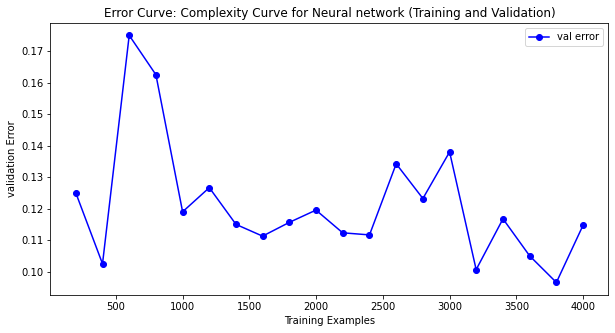 Error Curve: Complexity Curve for Neural network (Training and Validation)
val error
validation Error
0.17
0.16
0.15
0.14
0.13
0.12
0.11
0.10
500 1000 1500 2000 2500 3000 3500 4000
Training Examples